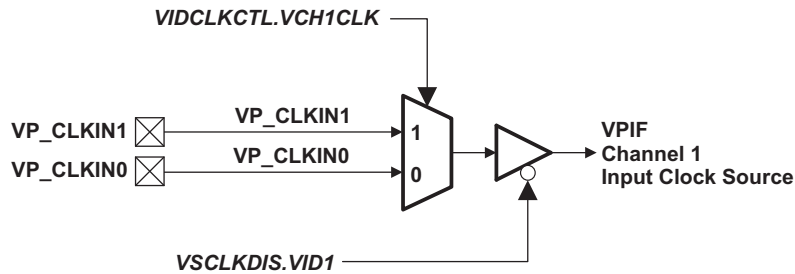 VIDCLKCTL.VCH1CLK
VP_CLKIN1 VP_CLKIN1 1
VP_CLKIN0 VP_CLKIN0 0
VPIF
Channel 1
Input Clock Source
VSCLKDIS.VID1